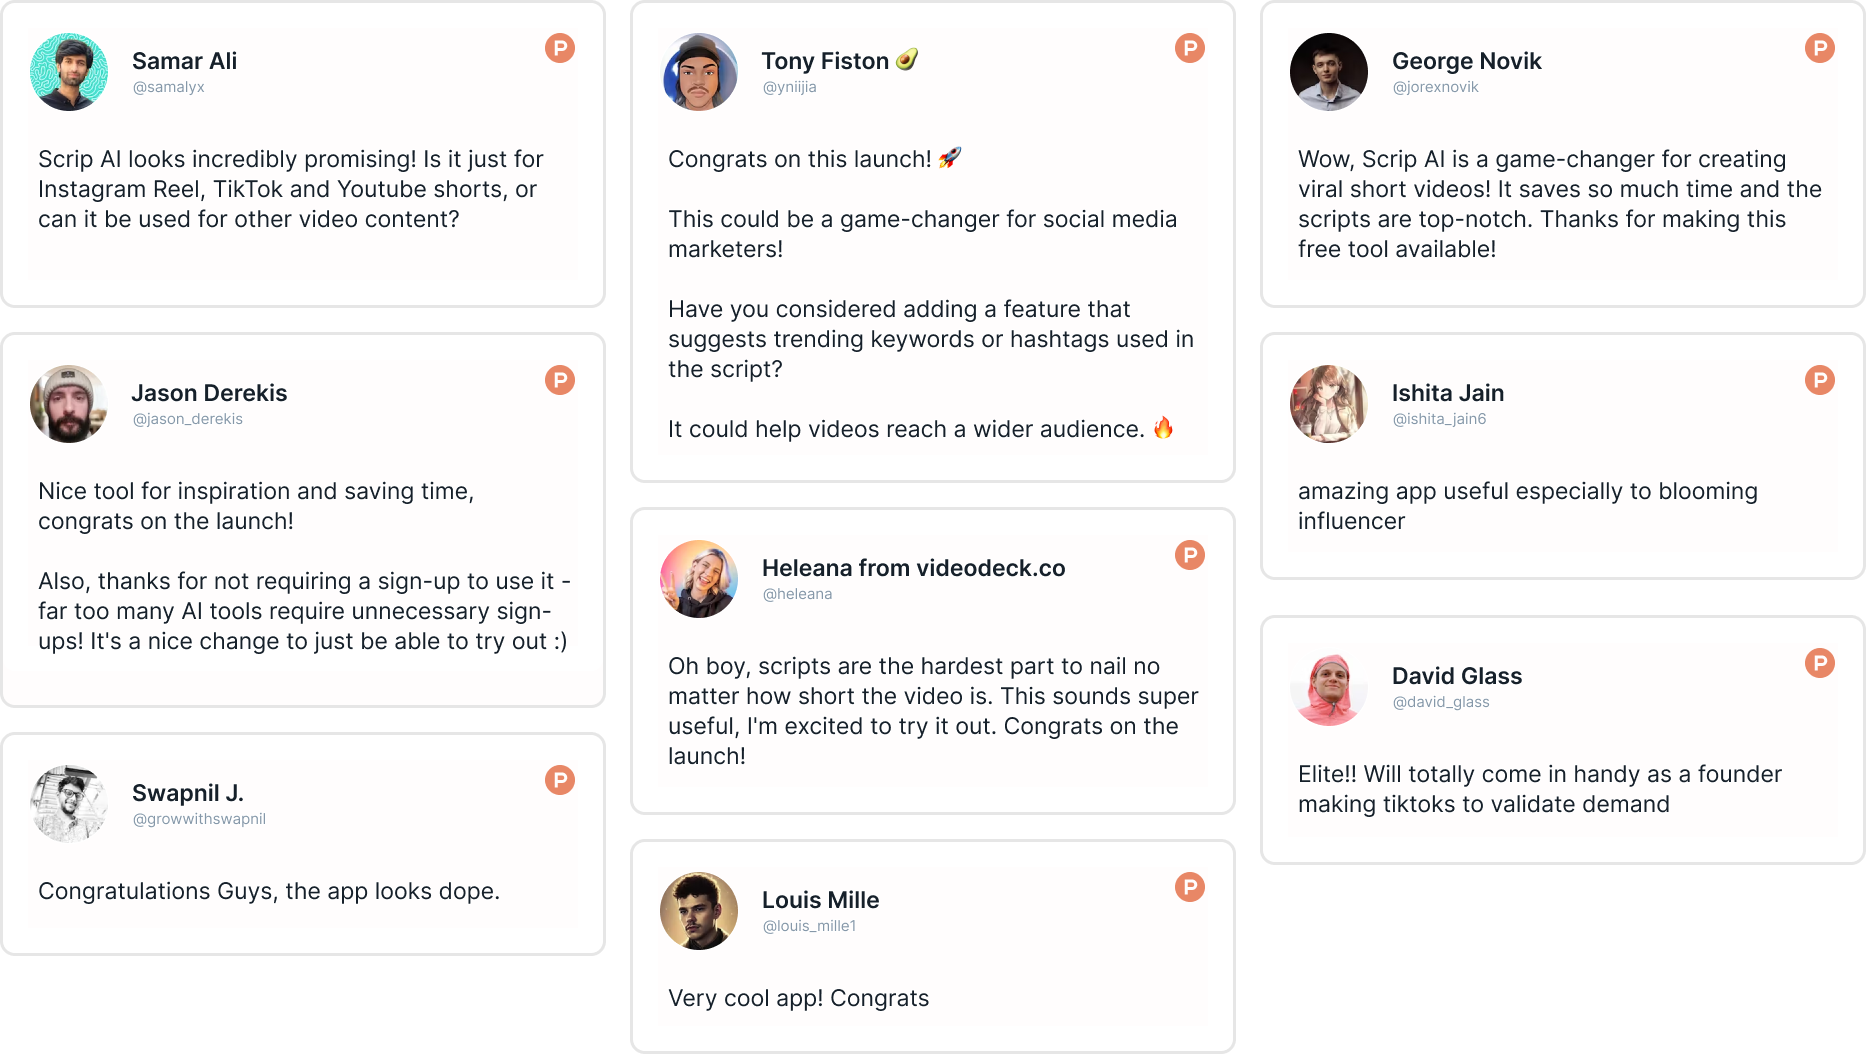 Samar Ali
@samalyx
P
Scrip AI looks incredibly promising! Is it just for
Instagram Reel, TikTok and Youtube shorts, or
can it be used for other video content?
Jason Derekis
@jason_derekis
P
Nice tool for inspiration and saving time,
congrats on the launch!
Also, thanks for not requiring a sign-up to use it -
far too many AI tools require unnecessary sign-
ups! It's a nice change to just be able to try out :)
Swapnil J.
@growwithswapnil
P
Congratulations Guys, the app looks dope.
Tony Fiston 🥑
@yniijia
P
Congrats on this launch! 🚀
This could be a game-changer for social media
marketers!
Have you considered adding a feature that
suggests trending keywords or hashtags used in
the script?
It could help videos reach a wider audience. 🔥
Heleana from videodeck.co
@heleana
P
Oh boy, scripts are the hardest part to nail no
matter how short the video is. This sounds super
useful, I'm excited to try it out. Congrats on the
launch!
Louis Mille
@louis_mille1
P
Very cool app! Congrats
George Novik
@jorexnovik
P
Wow, Scrip AI is a game-changer for creating
viral short videos! It saves so much time and the
scripts are top-notch. Thanks for making this
free tool available!
Ishita Jain
@ishita_jain6
P
amazing app useful especially to blooming
influencer
David Glass
@david_glass
P
Elite!! Will totally come in handy as a founder
making tiktoks to validate demand